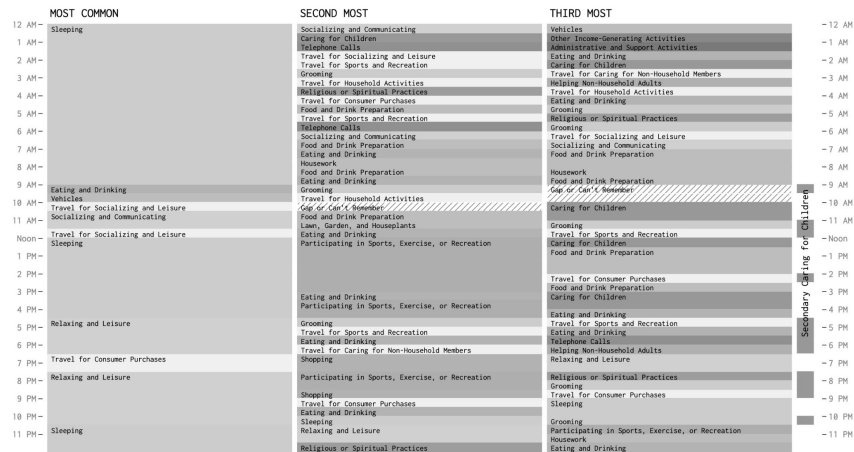 MOST COMMON
SECOND MOST
THIRD MOST
12 AM
1 AM
2 AM
3 AM
4 AM
5 AM
6 AM
7 AM
8 AM
9 AM
10 AM
11 AM
Noon
1 PM
2 PM
3 PM
4 PM
5 PM
6 PM
7 PM
8 PM
9 PM
10 PM
11 PM
Sleeping
Eating and Drinking
Vehicles
Travel for Socializing and Leisure
Socializing and Communicating
Travel for Socializing and Leisure
Sleeping
Relaxing and Leisure
Travel for Consumer Purchases
Relaxing and Leisure
Sleeping
Socializing and Communicating
Caring for Children
Telephone Calls
Travel for Socializing and Leisure
Travel for Sports and Recreation
Grooming
Travel for Household Activities
Religious or Spiritual Practices
Travel for Consumer Purchases
Food and Drink Preparation
Travel for Sports and Recreation
Telephone Calls
Socializing and Communicating
Food and Drink Preparation
Eating and Drinking
Housework
Food and Drink Preparation
Eating and Drinking
Grooming
Travel for Household Activities
Gap or Can't Remember
Food and Drink Preparation
Lawn, Garden, and Houseplants
Eating and Drinking
Participating in Sports, Exercise, or Recreation
Eating and Drinking
Participating in Sports, Exercise, or Recreation
Grooming
Travel for Sports and Recreation
Eating and Drinking
Travel for Caring for Non-Household Members
Shopping
Participating in Sports, Exercise, or Recreation
Shopping
Travel for Consumer Purchases
Eating and Drinking
Sleeping
Relaxing and Leisure
Religious or Spiritual Practices
Vehicles
Other Income-Generating Activities
Administrative and Support Activities
Eating and Drinking
Caring for Children
Travel for Caring for Non-Household Members
Helping Non-Household Adults
Travel for Household Activities
Eating and Drinking
Grooming
Religious or Spiritual Practices
Grooming
Travel for Socializing and Leisure
Socializing and Communicating
Food and Drink Preparation
Housework
Food and Drink Preparation
Gap or Can't Remember
Caring for Children
Grooming
Travel for Sports and Recreation
Caring for Children
Food and Drink Preparation
Travel for Consumer Purchases
Food and Drink Preparation
Caring for Children
Eating and Drinking
Travel for Sports and Recreation
Eating and Drinking
Telephone Calls
Helping Non-Household Adults
Relaxing and Leisure
Religious or Spiritual Practices
Grooming
Travel for Consumer Purchases
Sleeping
Grooming
Participating in Sports, Exercise, or Recreation
Housework
Eating and Drinking
Secondary Caring for Children
12 AM
1 AM
2 AM
3 AM
4 AM
5 AM
6 AM
7 AM
8 AM
9 AM
10 AM
11 AM
Noon
1 PM
2 PM
3 PM
4 PM
5 PM
6 PM
7 PM
8 PM
9 PM
10 PM
11 PM